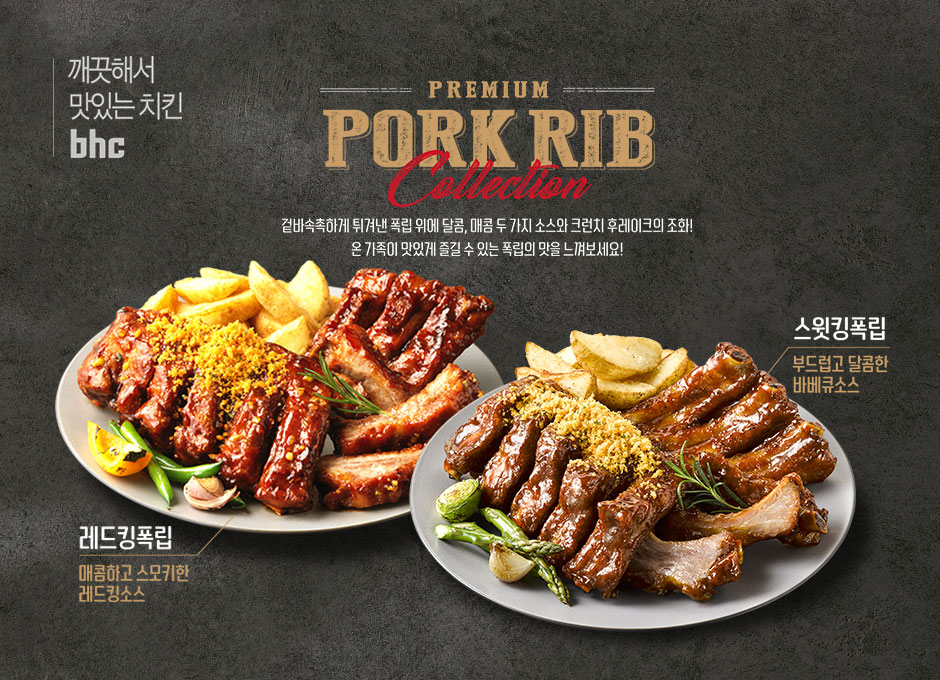 깨끗해서
맛있는 치킨
bhc
PREMIUM
PORK RIB
Collection
겉바속촉하게 튀겨낸 폭립 위에 달콤, 매콤 두 가지 소스와 크런치 후레이크의 조화!
온 가족이 맛있게 즐길 수 있는 폭립의 맛을 느껴보세요!
스윗킹폭립
부드럽고 달콤한
바베큐소스
레드킹폭립
매콤하고 스모키한
레드킹소스